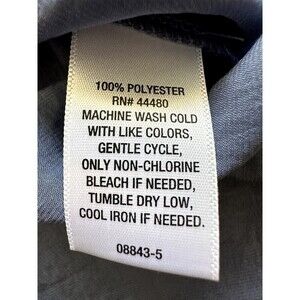 100% POLYESTER
RN# 44480
MACHINE WASH COLD
WITH LIKE COLORS,
GENTLE CYCLE,
ONLY NON-CHLORINE
BLEACH IF NEEDED,
TUMBLE DRY LOW,
COOL IRON IF NEEDED.
08843-5